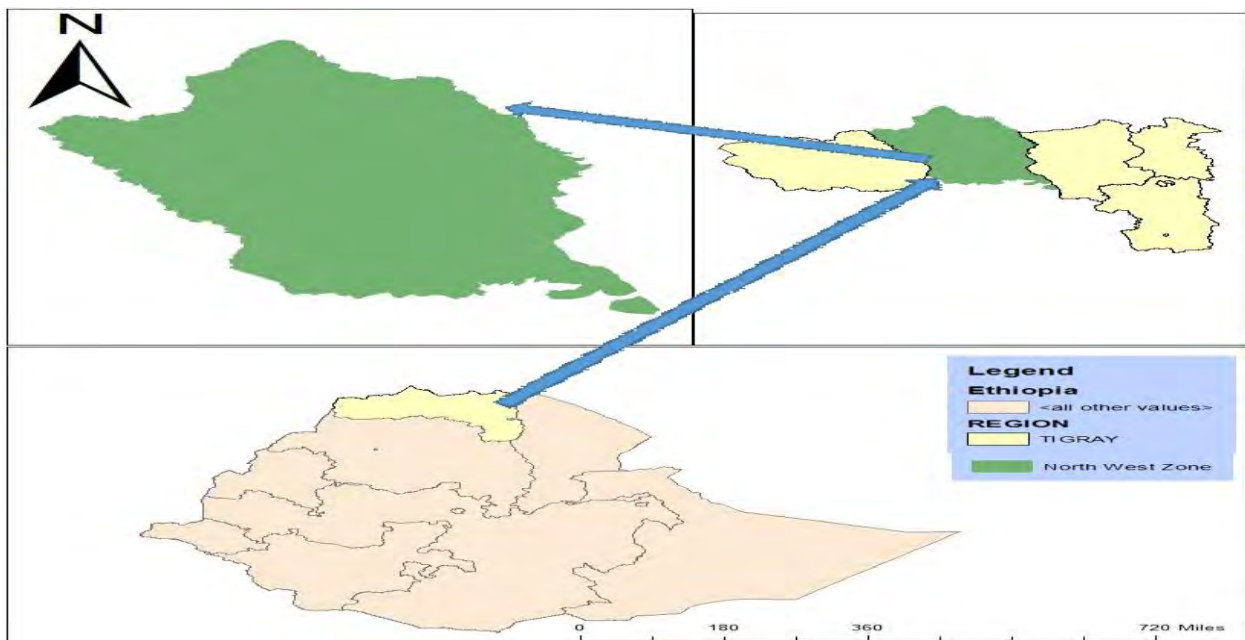 N
Legend
Ethiopia
<all other values>
REGION
TIGRAY
North West Zone
0 180 360 720 Miles